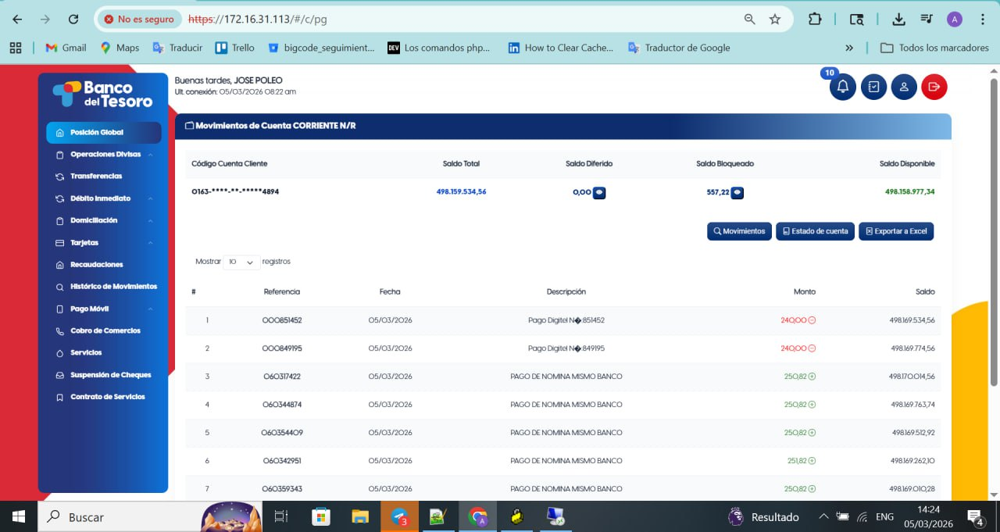 No es seguro https://172.16.31.113/#/c/pg A
Gmail Maps Traducir Trello bigcode_seguimient... DEV Los comandos php... How to Clear Cache... Traductor de Google » Todos los marcadores
Banco
del Tesoro
Buenas tardes, JOSE POLEO
Ult. conexión: 05/03/2026 08:22 am
10
Posición Global
Operaciones Divisas
Transferencias
Débito Inmediato
Domiciliación
Tarjetas
Recaudaciones
Histórico de Movimientos
Pago Móvil
Cobro de Comercios
Servicios
Suspensión de Cheques
Contrato de Servicios
Movimientos de Cuenta CORRIENTE N/R
Código Cuenta Cliente Saldo Total Saldo Diferido Saldo Bloqueado Saldo Disponible
0163-****-**-*****4894 498.159.534,56 0,00 557,22 498.158.977,34
Movimientos Estado de cuenta Exportar a Excel
Mostrar 10 registros
# Referencia Fecha Descripción Monto Saldo
1 000851452 05/03/2026 Pago Digitel N�:851452 240,00 498.169.534,56
2 000849195 05/03/2026 Pago Digitel N�:849195 240,00 498.169.774,56
3 060317422 05/03/2026 PAGO DE NOMINA MISMO BANCO 250,82 498.170.014,56
4 060344874 05/03/2026 PAGO DE NOMINA MISMO BANCO 250,82 498.169.763,74
5 060354409 05/03/2026 PAGO DE NOMINA MISMO BANCO 250,82 498.169.512,92
6 060342951 05/03/2026 PAGO DE NOMINA MISMO BANCO 251,82 498.169.262,10
7 060359343 05/03/2026 PAGO DE NOMINA MISMO BANCO 250,82 498.169.010,28
Buscar 3 A Resultado ENG 14:24
05/03/2026 4